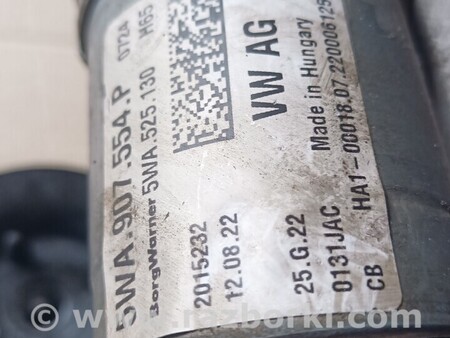 5WA.907.554.P 0724
BorgWarner 5WA.525.130 H65
VW AG
Made in Hungary
2015232
12.08.22
25.G.22
0131JAC
HA1-00018.07.220006125
CB
www.razborki.com